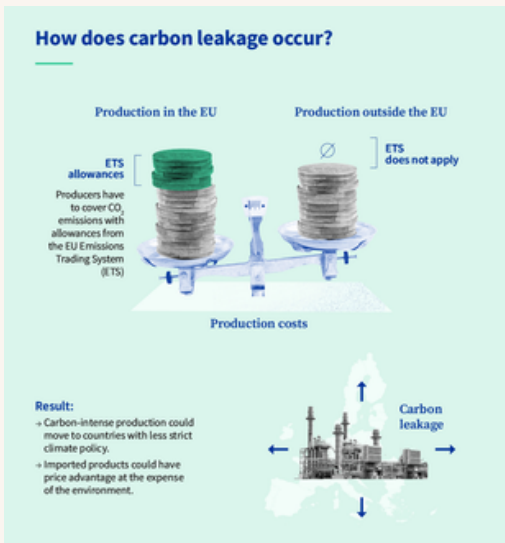 How does carbon leakage occur?
Production in the EU
Production outside the EU
ETS
allowances
Producers have
to cover CO₂
emissions with
allowances from
the EU Emissions
Trading System
(ETS)
∅
ETS
does not apply
Production costs
Result:
→ Carbon-intense production could
move to countries with less strict
climate policy.
→ Imported products could have
price advantage at the expense
of the environment.
Carbon
leakage